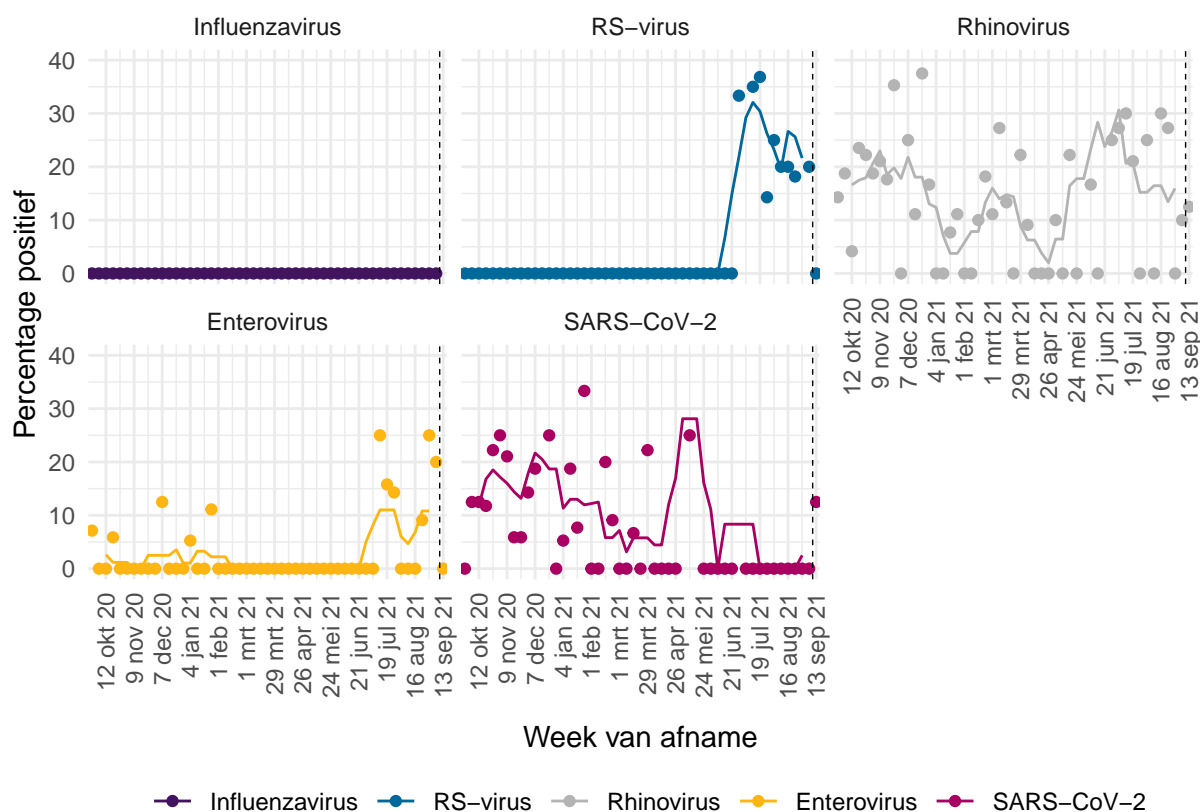 Influenzavirus
RS−virus
Rhinovirus
40
30
20
10
0
Enterovirus
SARS−CoV−2
40
30
20
10
0
Percentage positief
12 okt 20
9 nov 20
7 dec 20
4 jan 21
1 feb 21
1 mrt 21
29 mrt 21
26 apr 21
24 mei 21
21 jun 21
19 jul 21
16 aug 21
13 sep 21
12 okt 20
9 nov 20
7 dec 20
4 jan 21
1 feb 21
1 mrt 21
29 mrt 21
26 apr 21
24 mei 21
21 jun 21
19 jul 21
16 aug 21
13 sep 21
12 okt 20
9 nov 20
7 dec 20
4 jan 21
1 feb 21
1 mrt 21
29 mrt 21
26 apr 21
24 mei 21
21 jun 21
19 jul 21
16 aug 21
13 sep 21
Week van afname
Influenzavirus RS−virus Rhinovirus Enterovirus SARS−CoV−2